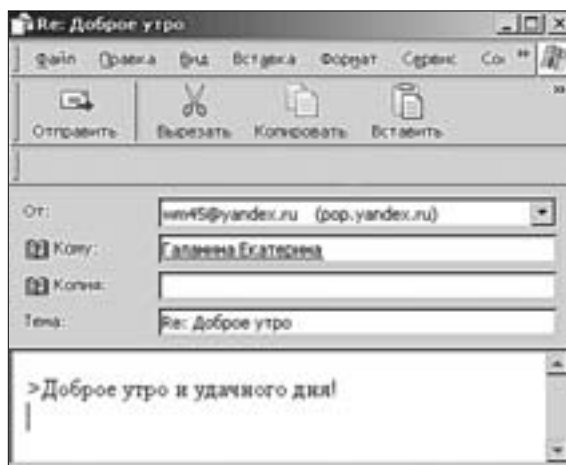 Re: Доброе утро
Файл Правка Вид Вставка Формат Сервис Соо
Отправить Вырезать Копировать Вставить
От: wm45@yandex.ru (pop.yandex.ru)
Кому: Галанина Екатерина
Копия:
Тема: Re: Доброе утро
>Доброе утро и удачного дня!